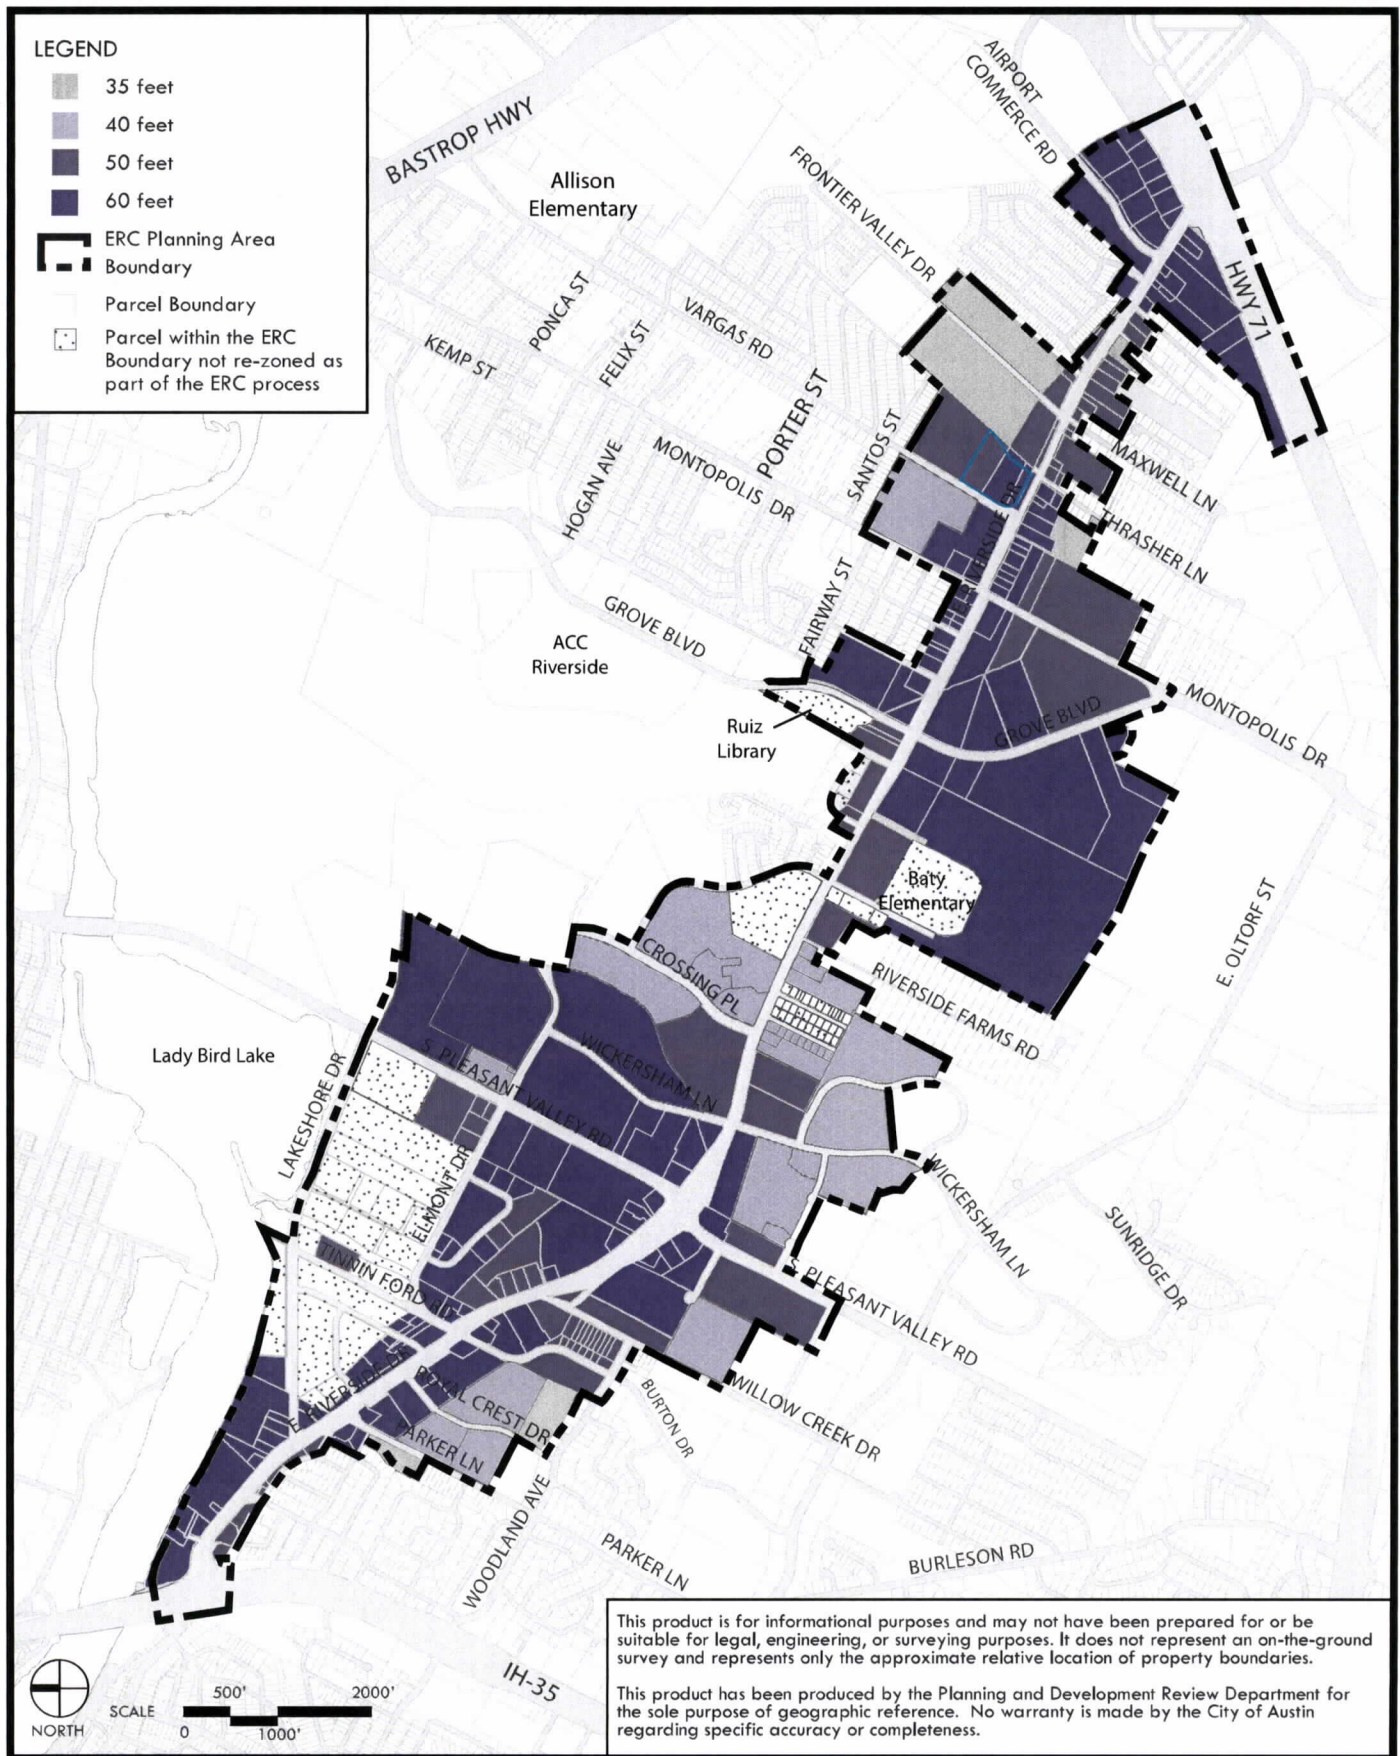 LEGEND
35 feet
40 feet
50 feet
60 feet
ERC Planning Area
Boundary
Parcel Boundary
Parcel within the ERC
Boundary not re-zoned as
part of the ERC process
BASTROP HWY
Allison
Elementary
AIRPORT
COMMERCE RD
FRONTIER VALLEY DR
HWY 71
PONCA ST
FELIX ST
VARGAS RD
KEMP ST
PORTER ST
SANTOS ST
HOGAN AVE
MONTOPOLIS DR
MAXWELL LN
THRASHER LN
E. RIVERSIDE DR
FAIRWAY ST
GROVE BLVD
ACC
Riverside
Ruiz
Library
GROVE BLVD
MONTOPOLIS DR
Baty
Elementary
E. OLTORF ST
CROSSING PL
RIVERSIDE FARMS RD
Lady Bird Lake
LAKESHORE DR
S. PLEASANT VALLEY RD
WICKERSHAM LN
ELMONT DR
WICKERSHAM LN
SUNRIDGE DR
TINNIN FORD RD
S. PLEASANT VALLEY RD
E. RIVERSIDE DR
ROYAL CREST DR
PARKER LN
BURTON DR
WILLOW CREEK DR
WOODLAND AVE
PARKER LN
BURLESON RD
IH-35
NORTH
SCALE
500'
2000'
0
1000'
This product is for informational purposes and may not have been prepared for or be
suitable for legal, engineering, or surveying purposes. It does not represent an on-the-ground
survey and represents only the approximate relative location of property boundaries.
This product has been produced by the Planning and Development Review Department for
the sole purpose of geographic reference. No warranty is made by the City of Austin
regarding specific accuracy or completeness.